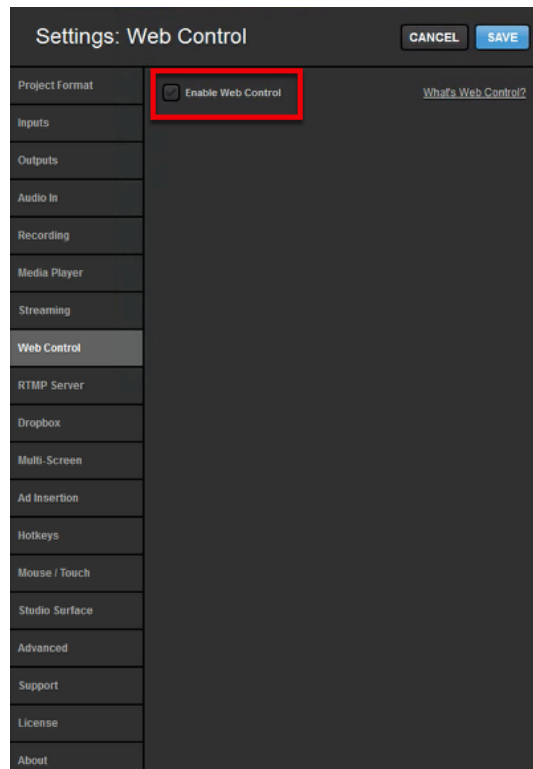 Settings: Web Control
CANCEL
SAVE
Project Format
Enable Web Control
What's Web Control?
Inputs
Outputs
Audio In
Recording
Media Player
Streaming
Web Control
RTMP Server
Dropbox
Multi-Screen
Ad Insertion
Hotkeys
Mouse / Touch
Studio Surface
Advanced
Support
License
About